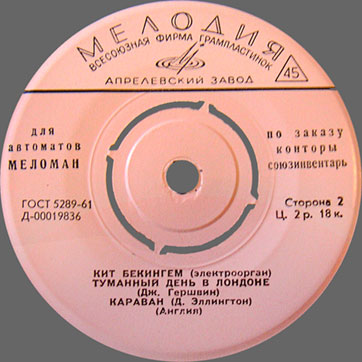 МЕЛОДИЯ
ВСЕСОЮЗНАЯ ФИРМА ГРАМПЛАСТИНОК
АПРЕЛЕВСКИЙ ЗАВОД
45
для
автоматов
МЕЛОМАН
по заказу
конторы
союзинвентарь
ГОСТ 5289-61
Д-00019836
Сторона 2
Ц. 2 р. 18 к.
КИТ БЕКИНГЕМ (электроорган)
ТУМАННЫЙ ДЕНЬ В ЛОНДОНЕ
(Дж. Гершвин)
КАРАВАН (Д. Эллингтон)
(Англия)